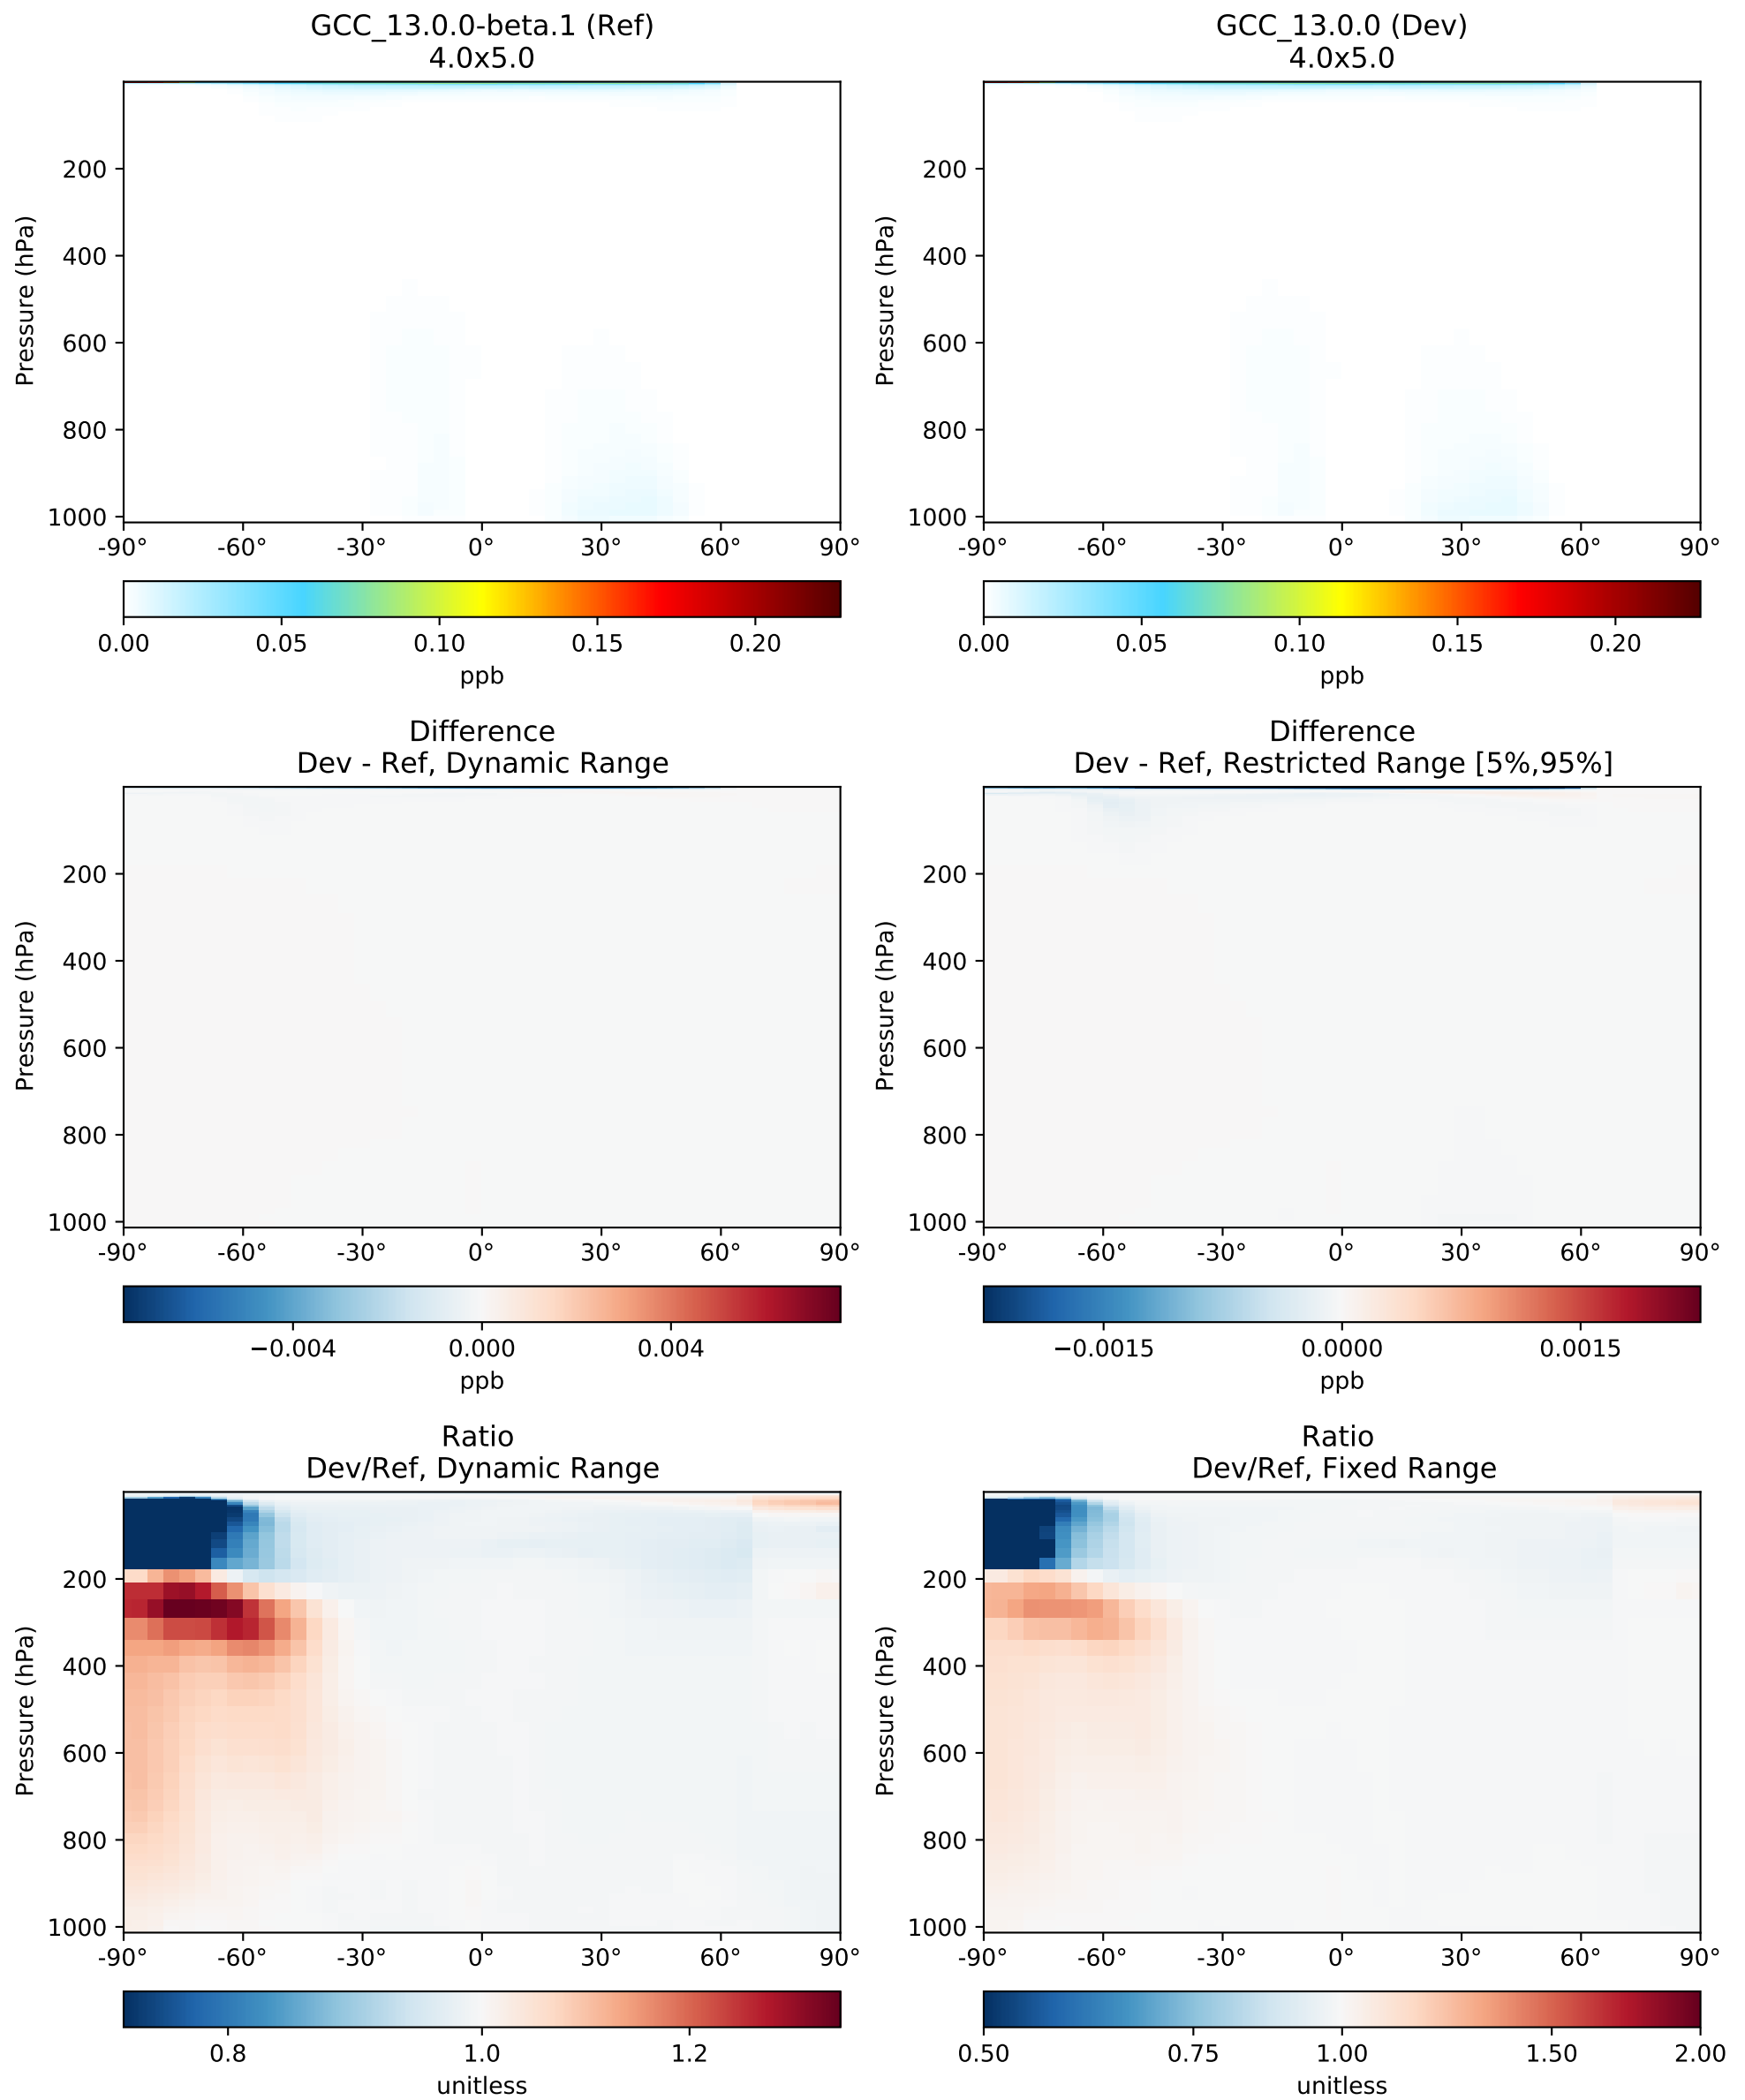 GCC_13.0.0-beta.1 (Ref)
4.0x5.0
Pressure (hPa)
200
400
600
800
1000
-90° -60° -30° 0° 30° 60° 90°
0.00 0.05 0.10 0.15 0.20
ppb
GCC_13.0.0 (Dev)
4.0x5.0
Pressure (hPa)
200
400
600
800
1000
-90° -60° -30° 0° 30° 60° 90°
0.00 0.05 0.10 0.15 0.20
ppb
Difference
Dev - Ref, Dynamic Range
Pressure (hPa)
200
400
600
800
1000
-90° -60° -30° 0° 30° 60° 90°
−0.004 0.000 0.004
ppb
Difference
Dev - Ref, Restricted Range [5%,95%]
Pressure (hPa)
200
400
600
800
1000
-90° -60° -30° 0° 30° 60° 90°
−0.0015 0.0000 0.0015
ppb
Ratio
Dev/Ref, Dynamic Range
Pressure (hPa)
200
400
600
800
1000
-90° -60° -30° 0° 30° 60° 90°
0.8 1.0 1.2
unitless
Ratio
Dev/Ref, Fixed Range
Pressure (hPa)
200
400
600
800
1000
-90° -60° -30° 0° 30° 60° 90°
0.50 0.75 1.00 1.50 2.00
unitless